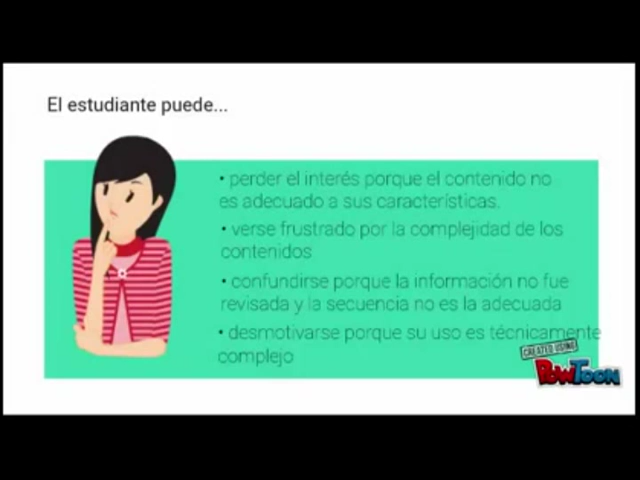 El estudiante puede...
• perder el interés porque el contenido no
es adecuado a sus características.
• verse frustrado por la complejidad de los
contenidos
• confundirse porque la información no fue
revisada y la secuencia no es la adecuada
• desmotivarse porque su uso es técnicamente
complejo
CREATED USING
POWTOON